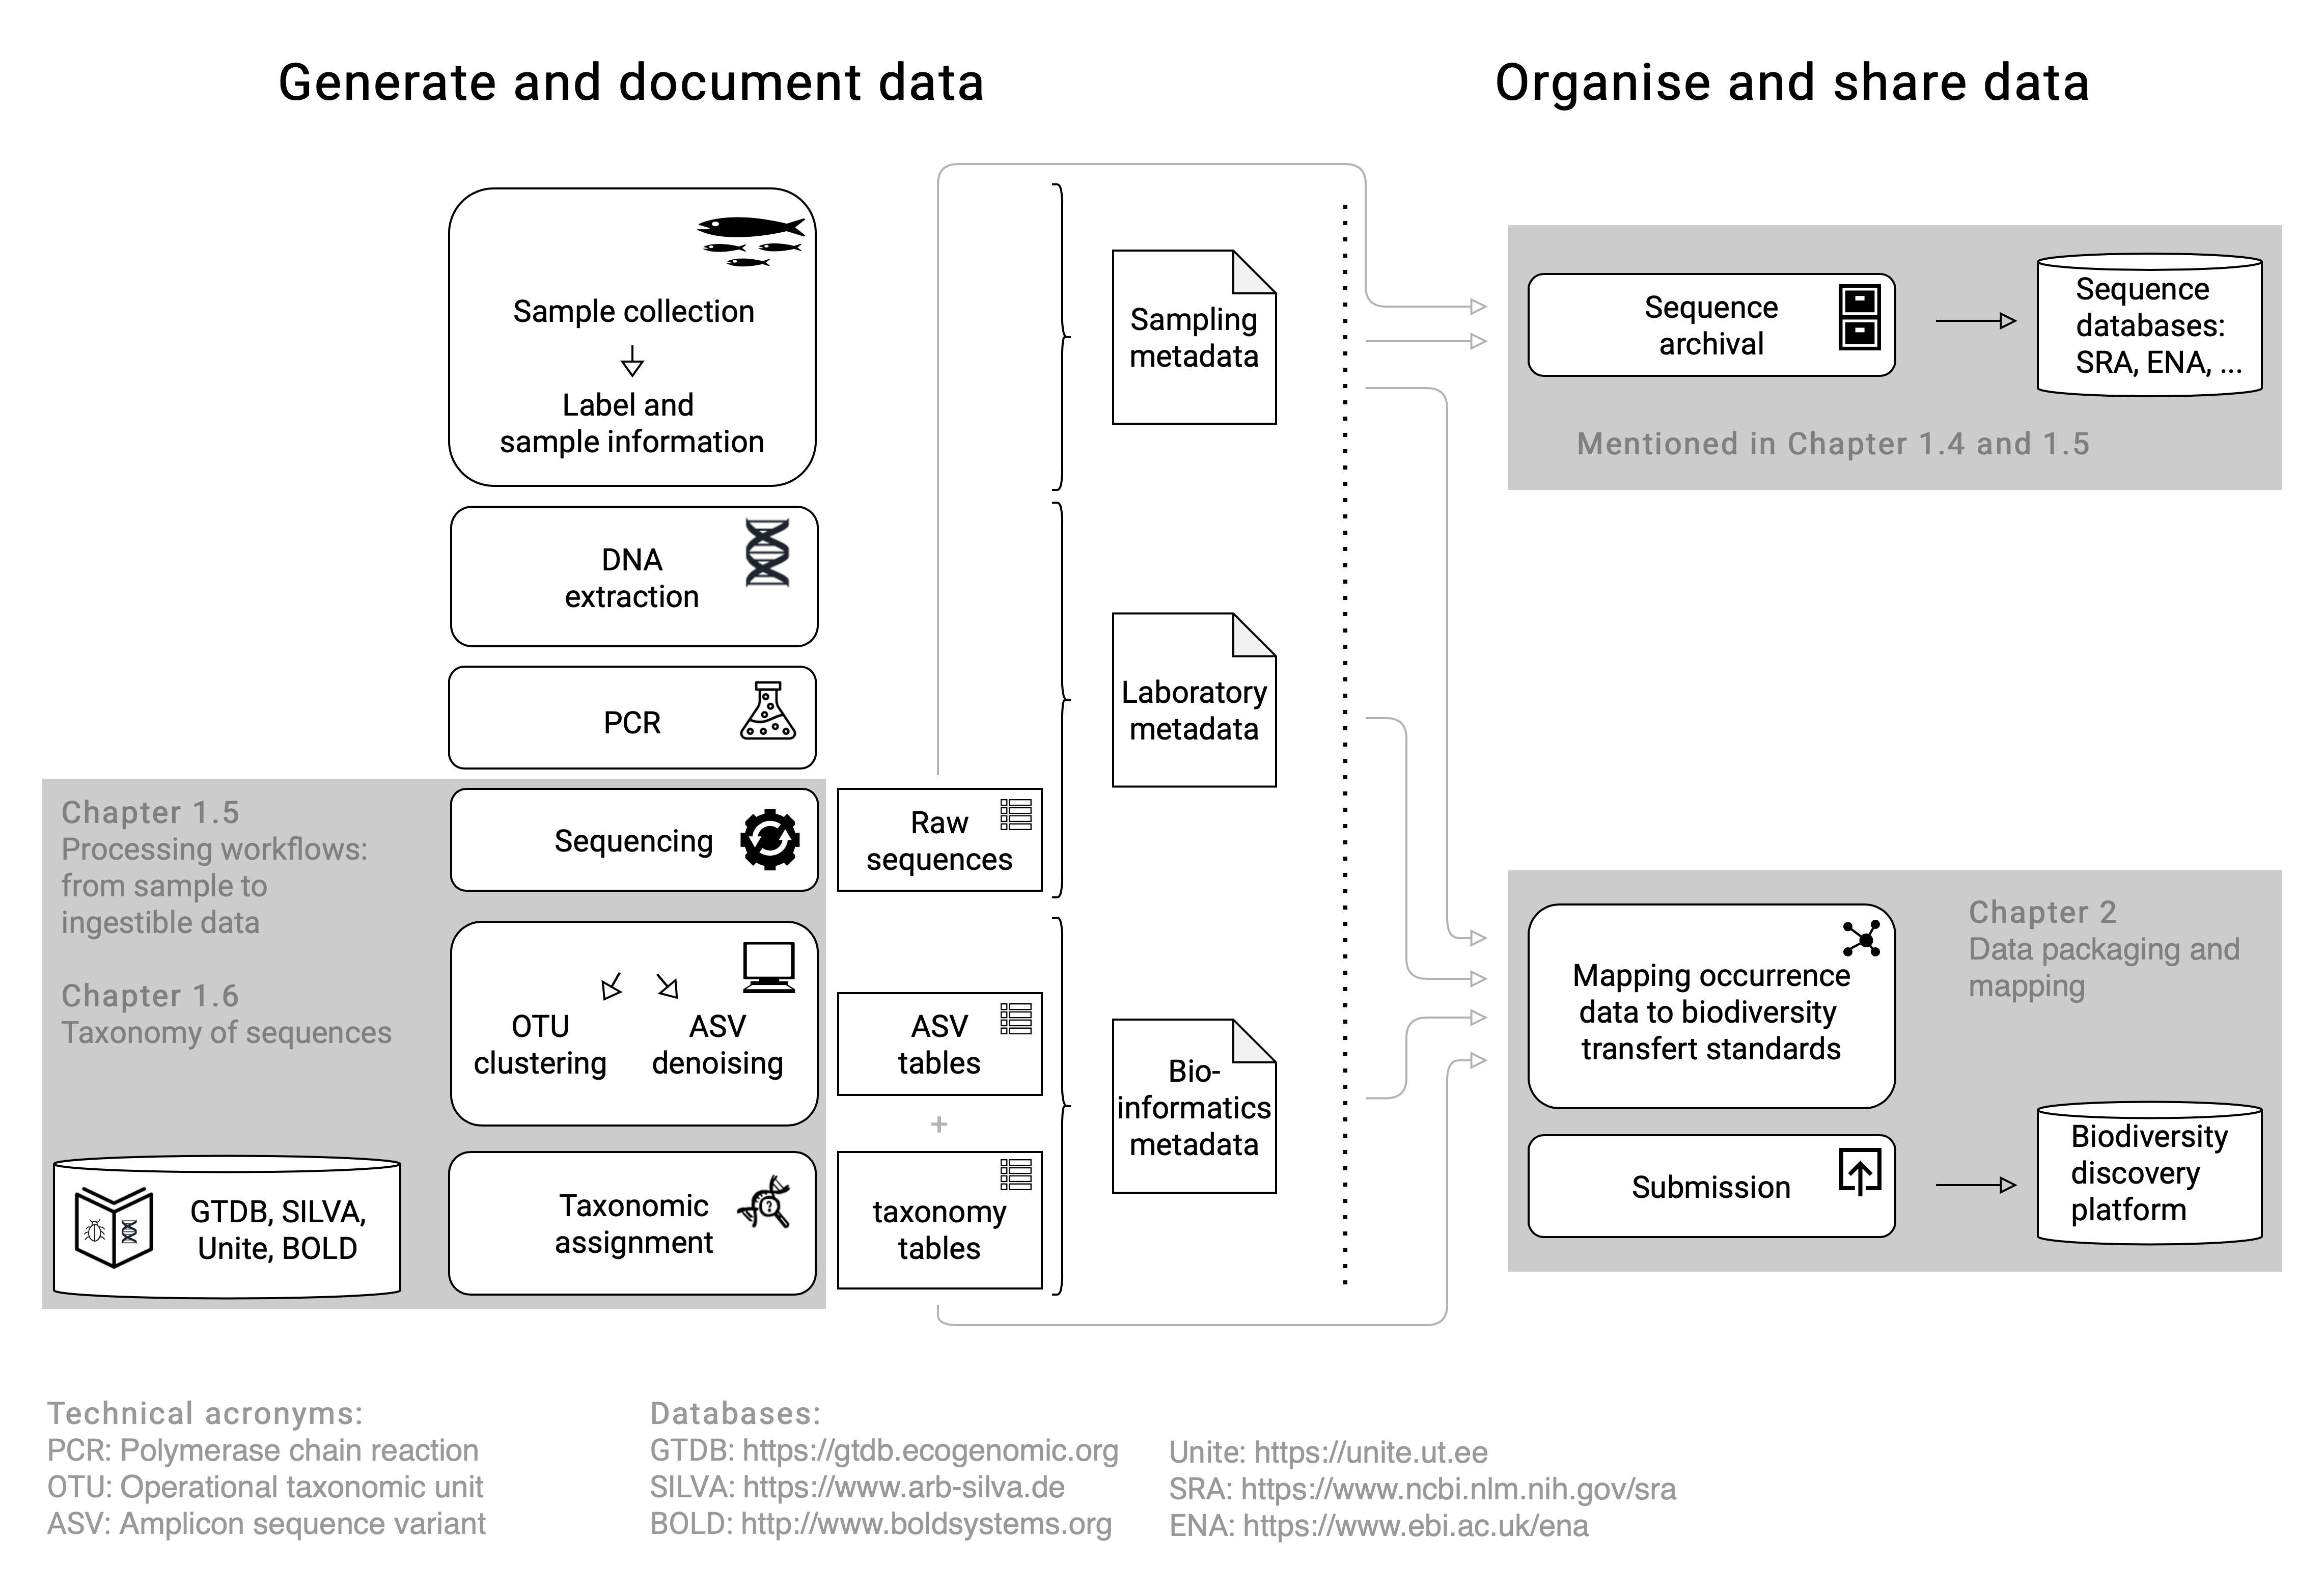 Generate and document data
Organise and share data
Sample collection
Label and
sample information
DNA
extraction
PCR
Chapter 1.5
Processing workflows:
from sample to
ingestible data
Chapter 1.6
Taxonomy of sequences
GTDB, SILVA,
Unite, BOLD
Sequencing
OTU
clustering
ASV
denoising
Taxonomic
assignment
?
Raw
sequences
ASV
tables
+
taxonomy
tables
Sampling
metadata
Laboratory
metadata
Bio-
informatics
metadata
Sequence
archival
Sequence
databases:
SRA, ENA, ...
Mentioned in Chapter 1.4 and 1.5
Mapping occurrence
data to biodiversity
transfert standards
Chapter 2
Data packaging and
mapping
Submission
Biodiversity
discovery
platform
Technical acronyms:
PCR: Polymerase chain reaction
OTU: Operational taxonomic unit
ASV: Amplicon sequence variant
Databases:
GTDB: https://gtdb.ecogenomic.org
SILVA: https://www.arb-silva.de
BOLD: http://www.boldsystems.org
Unite: https://unite.ut.ee
SRA: https://www.ncbi.nlm.nih.gov/sra
ENA: https://www.ebi.ac.uk/ena